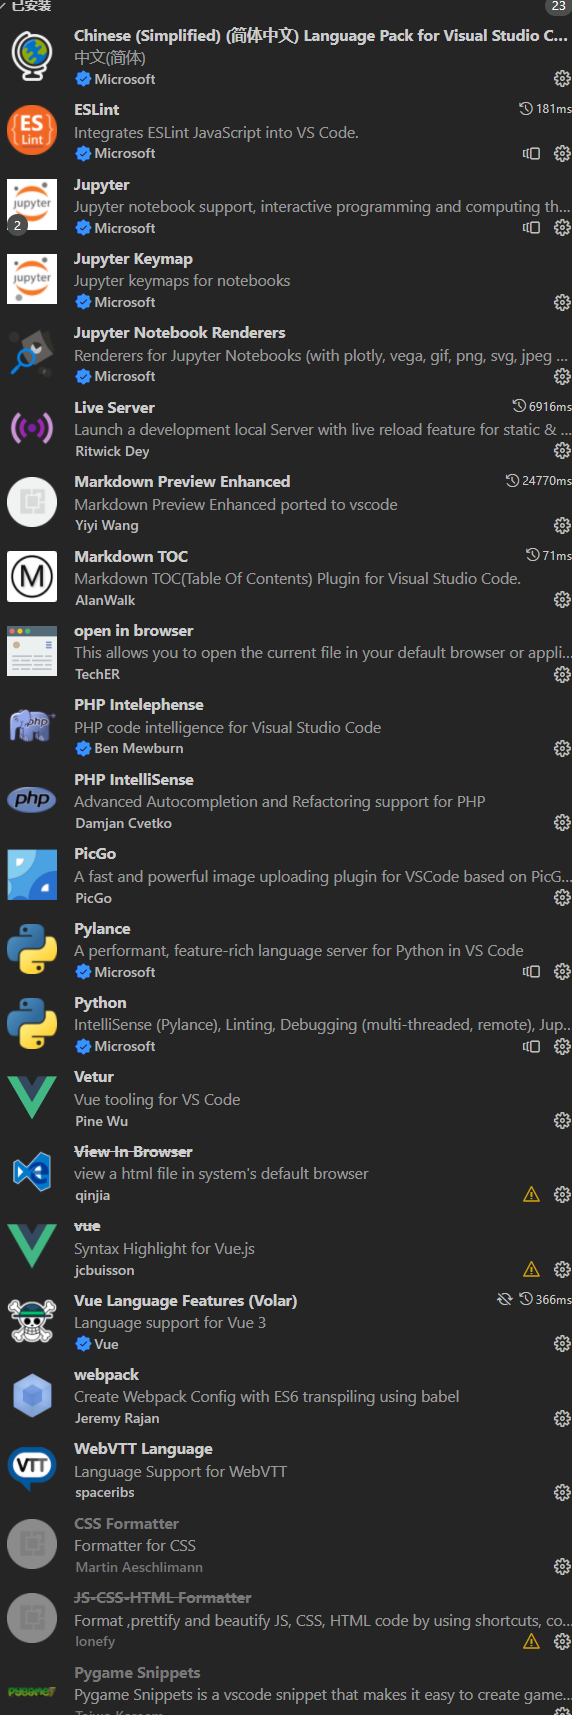 已安装
23
Chinese (Simplified) (简体中文) Language Pack for Visual Studio C...
中文(简体)
Microsoft
ESLint
181ms
Integrates ESLint JavaScript into VS Code.
Microsoft
Jupyter
Jupyter notebook support, interactive programming and computing th...
2
Microsoft
Jupyter Keymap
Jupyter keymaps for notebooks
Microsoft
Jupyter Notebook Renderers
Renderers for Jupyter Notebooks (with plotly, vega, gif, png, svg, jpeg ...
Microsoft
Live Server
6916ms
Launch a development local Server with live reload feature for static & ...
Ritwick Dey
Markdown Preview Enhanced
24770ms
Markdown Preview Enhanced ported to vscode
Yiyi Wang
Markdown TOC
71ms
Markdown TOC(Table Of Contents) Plugin for Visual Studio Code.
AlanWalk
open in browser
This allows you to open the current file in your default browser or appli...
TechER
PHP Intelephense
PHP code intelligence for Visual Studio Code
Ben Mewburn
PHP IntelliSense
Advanced Autocompletion and Refactoring support for PHP
Damjan Cvetko
PicGo
A fast and powerful image uploading plugin for VSCode based on PicG...
PicGo
Pylance
A performant, feature-rich language server for Python in VS Code
Microsoft
Python
IntelliSense (Pylance), Linting, Debugging (multi-threaded, remote), Jup...
Microsoft
Vetur
Vue tooling for VS Code
Pine Wu
View In Browser
view a html file in system's default browser
qinjia
vue
Syntax Highlight for Vue.js
jcbuisson
Vue Language Features (Volar)
366ms
Language support for Vue 3
Vue
webpack
Create Webpack Config with ES6 transpiling using babel
Jeremy Rajan
WebVTT Language
Language Support for WebVTT
spaceribs
CSS Formatter
Formatter for CSS
Martin Aeschlimann
JS-CSS-HTML Formatter
Format ,prettify and beautify JS, CSS, HTML code by using shortcuts, co...
lonefy
Pygame Snippets
Pygame Snippets is a vscode snippet that makes it easy to create game...